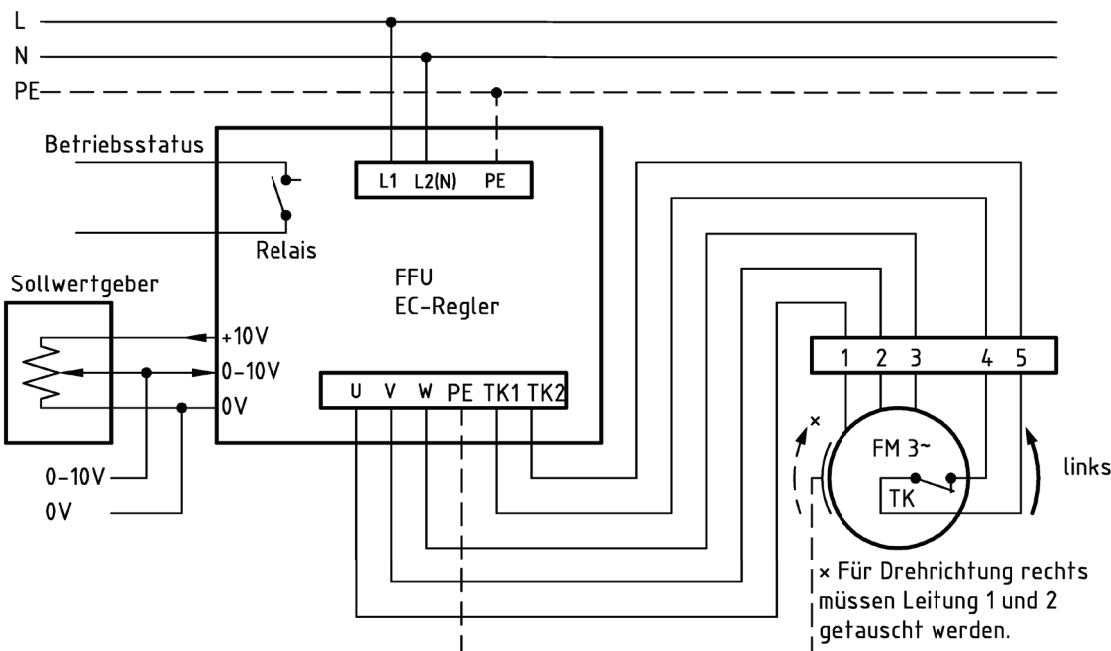 L
N
PE
Betriebsstatus
L1 L2(N) PE
Relais
FFU
EC-Regler
Sollwertgeber
+10V
0-10V
0V
U V W PE TK1 TK2
0-10V
0V
1 2 3 4 5
×
FM 3~
TK
links
× Für Drehrichtung rechts
müssen Leitung 1 und 2
getauscht werden.